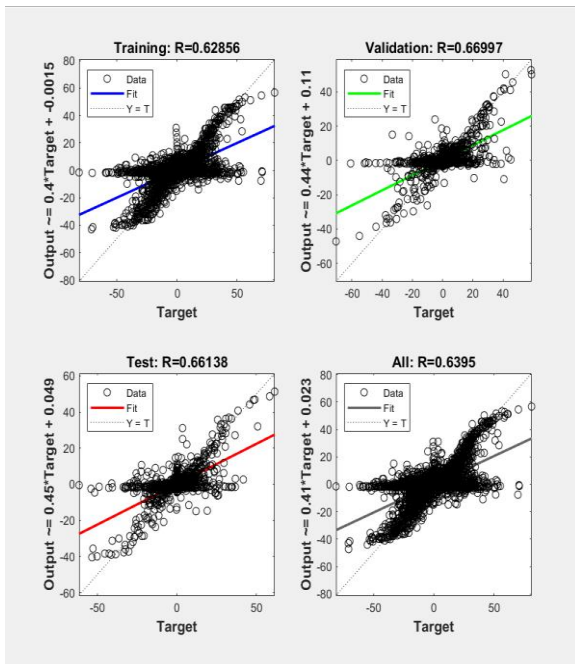 Training: R=0.62856
Output ~= 0.4*Target + -0.0015
80
60
40
20
0
-20
-40
-60
-80
Data
Fit
Y = T
-50
0
50
Target
Validation: R=0.66997
Output ~= 0.44*Target + 0.11
40
20
0
-20
-40
-60
Data
Fit
Y = T
-60
-40
-20
0
20
40
Target
Test: R=0.66138
Output ~= 0.45*Target + 0.049
60
40
20
0
-20
-40
-60
Data
Fit
Y = T
-50
0
50
Target
All: R=0.6395
Output ~= 0.41*Target + 0.023
80
60
40
20
0
-20
-40
-60
-80
Data
Fit
Y = T
-50
0
50
Target